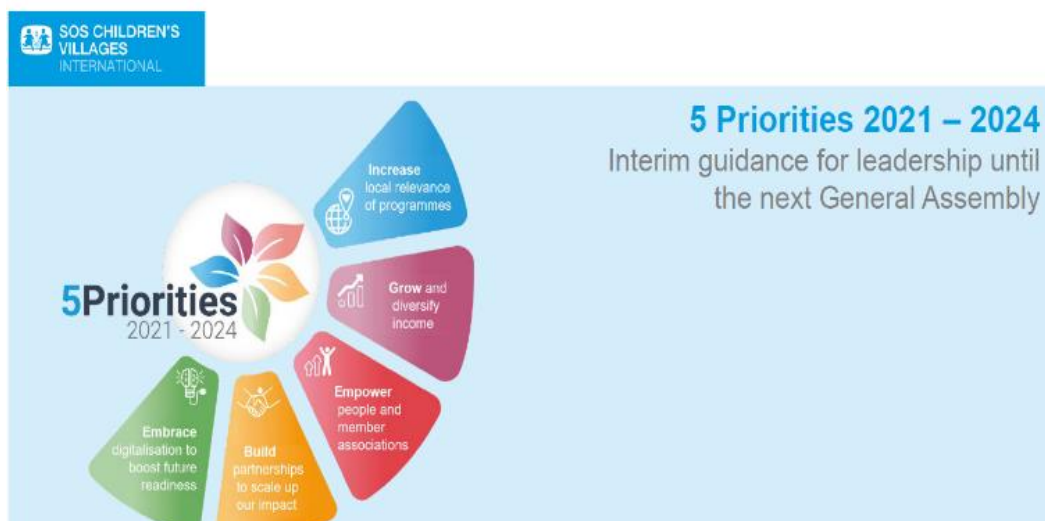 SOS CHILDREN'S
VILLAGES
INTERNATIONAL
5 Priorities 2021 – 2024
Interim guidance for leadership until
the next General Assembly
5Priorities
2021 - 2024
Increase
local relevance
of programmes
Grow and
diversify
income
Empower
people and
member
associations
Build
partnerships
to scale up
our impact
Embrace
digitalisation to
boost future
readiness